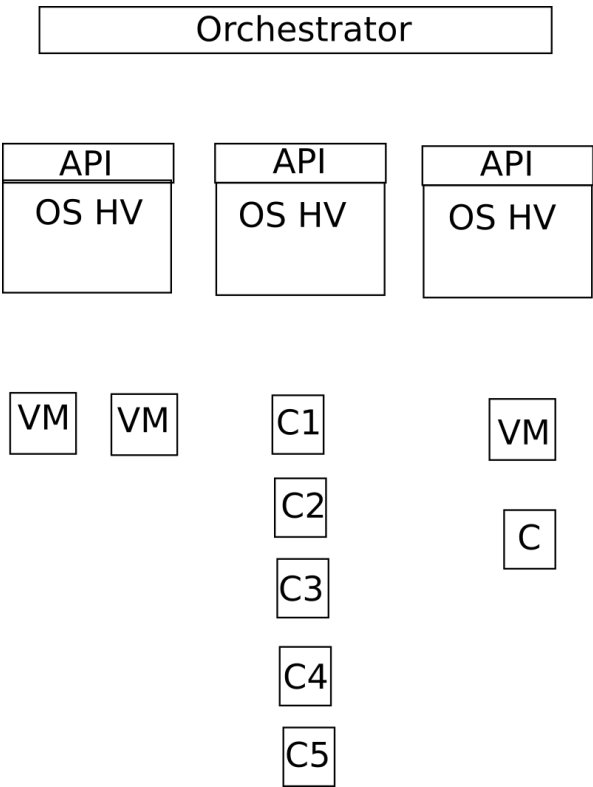 Orchestrator
API
API
API
OS HV
OS HV
OS HV
VM
VM
C1
VM
C2
C
C3
C4
C5